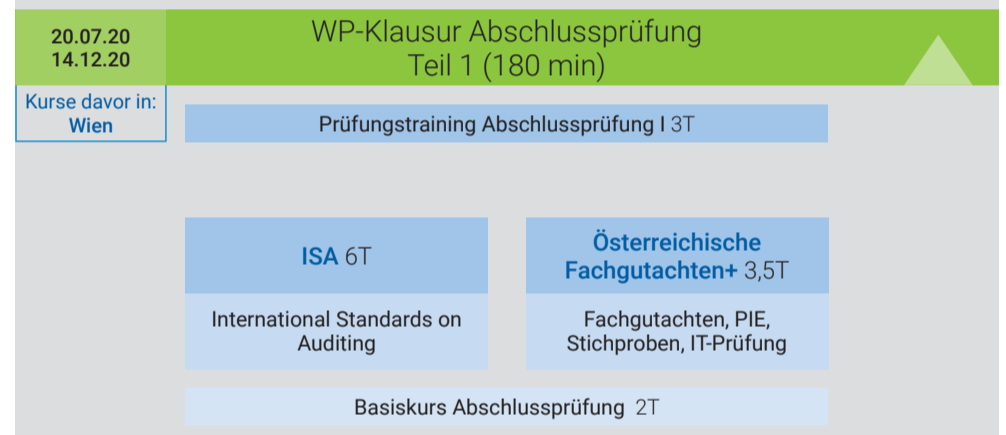 20.07.20
14.12.20
WP-Klausur Abschlussprüfung
Teil 1 (180 min)
Kurse davor in:
Wien
Prüfungstraining Abschlussprüfung I 3T
ISA 6T
International Standards on
Auditing
Österreichische
Fachgutachten+ 3,5T
Fachgutachten, PIE,
Stichproben, IT-Prüfung
Basiskurs Abschlussprüfung 2T